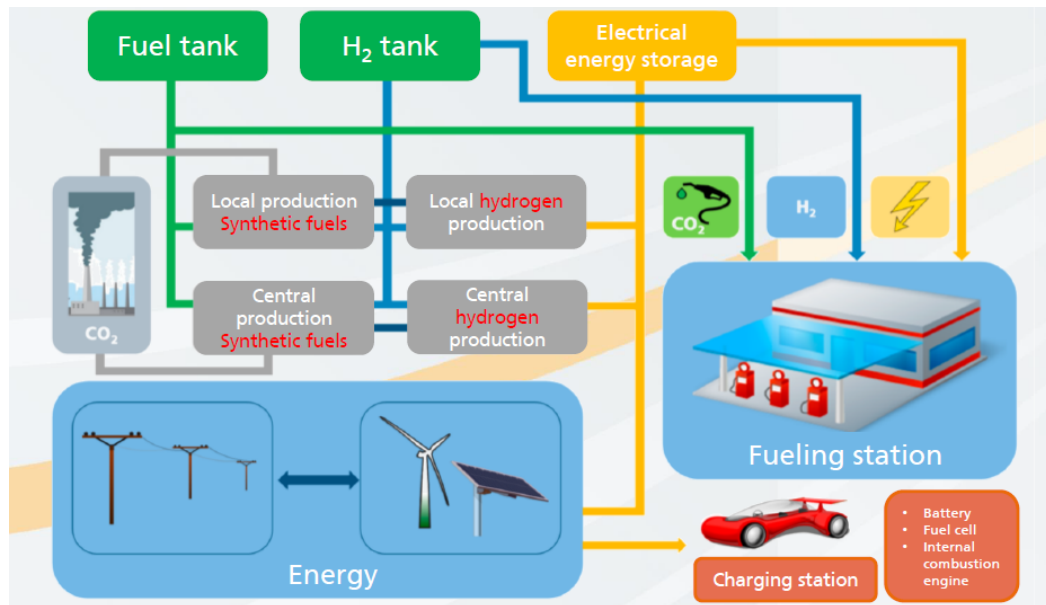 Fuel tank
H₂ tank
Electrical
energy storage
Local production
Synthetic fuels
Local hydrogen
production
CO₂
H₂
CO₂
Central
production
Synthetic fuels
Central
hydrogen
production
Fueling station
Energy
Charging station
• Battery
• Fuel cell
• Internal
combustion
engine